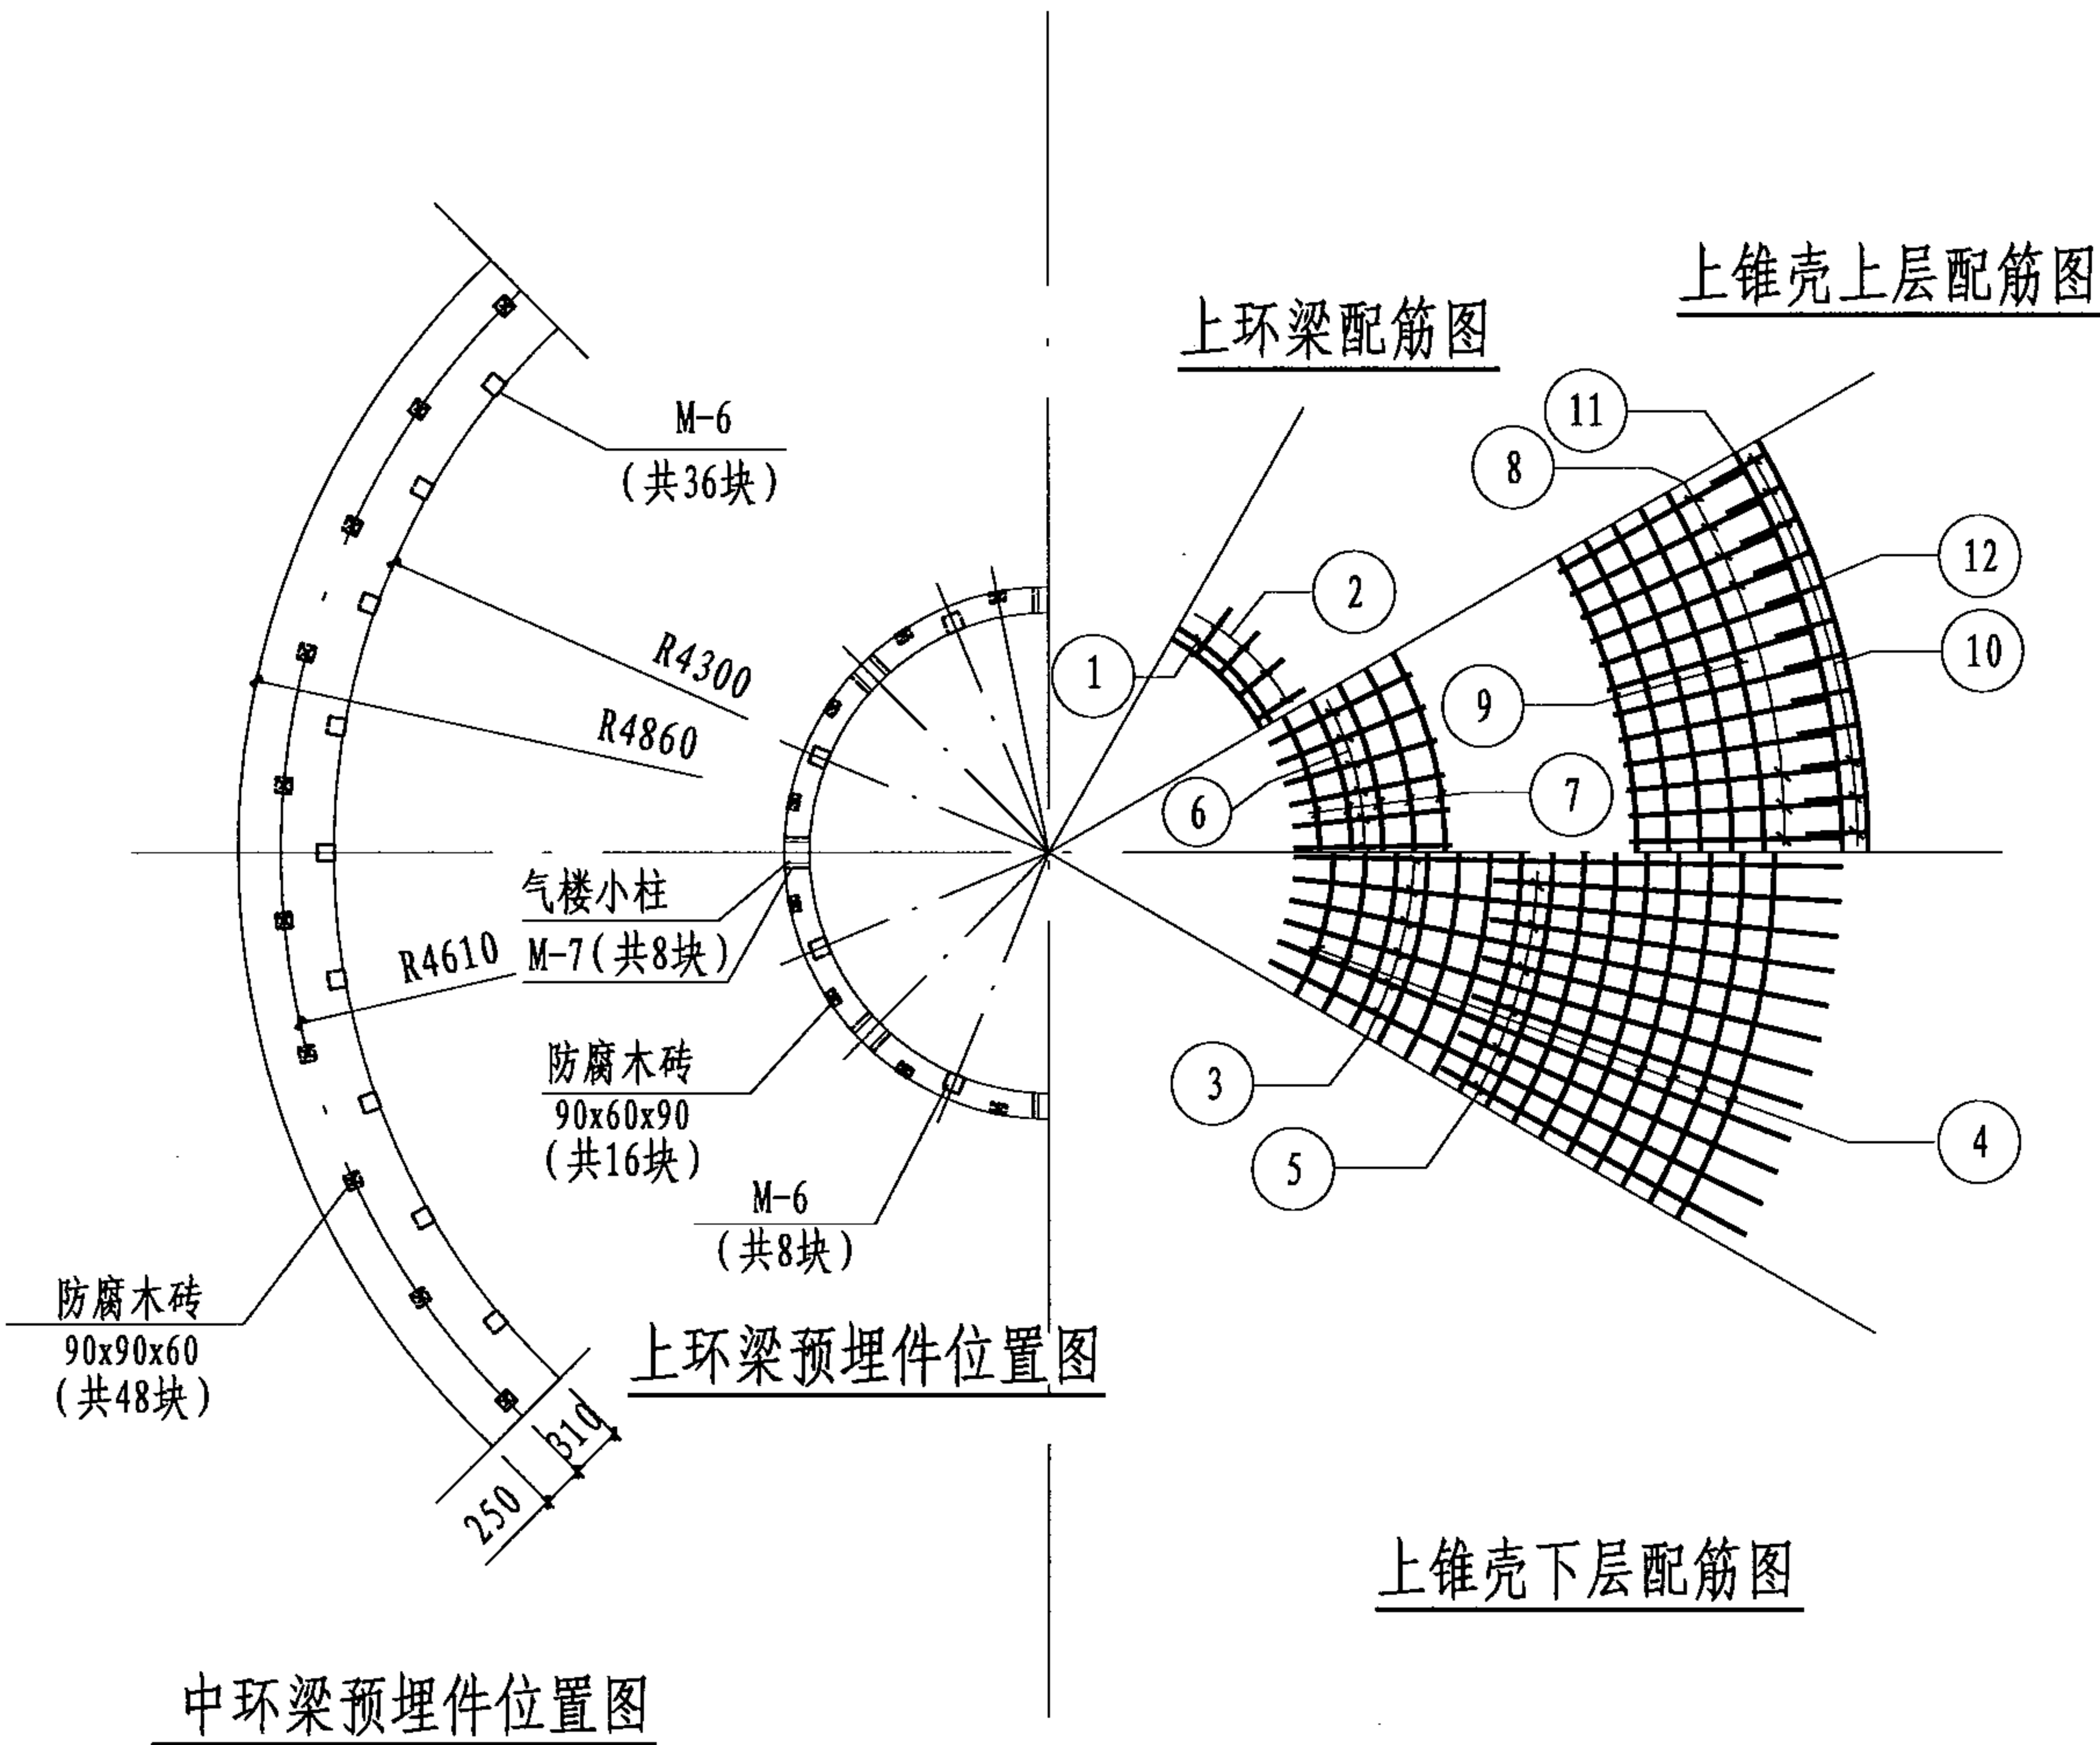 上锥壳上层配筋图
上环梁配筋图
11
8
M-6
(共36块)
12
2
10
1
R4300
9
R4860
7
6
气楼小柱
M-7(共8块)
R4610
防腐木砖
90x60x90
(共16块)
3
4
5
M-6
(共8块)
防腐木砖
90x90x60
(共48块)
上环梁预埋件位置图
310
250
上锥壳下层配筋图
中环梁预埋件位置图